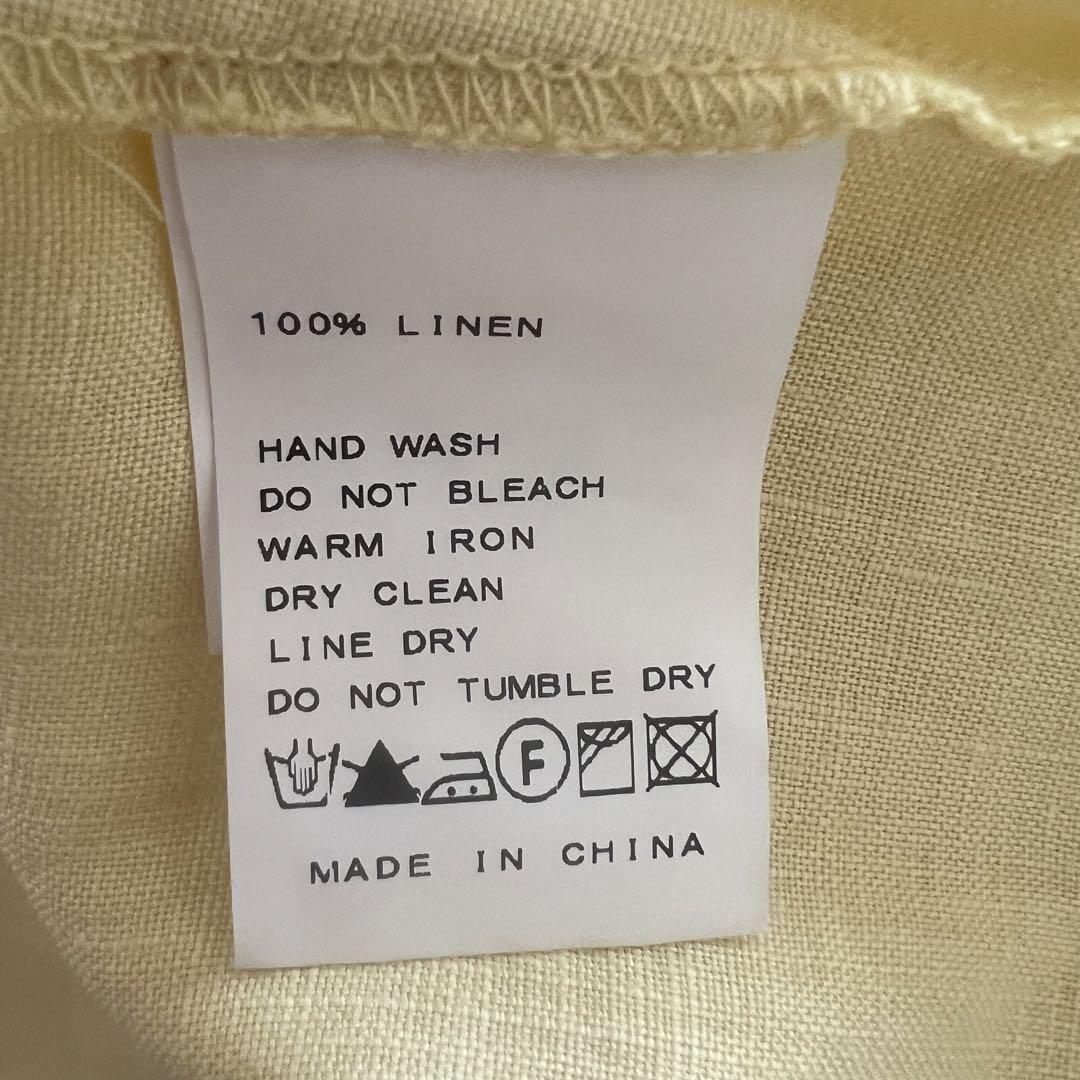 100% LINEN
HAND WASH
DO NOT BLEACH
WARM IRON
DRY CLEAN
LINE DRY
DO NOT TUMBLE DRY
F
MADE IN CHINA